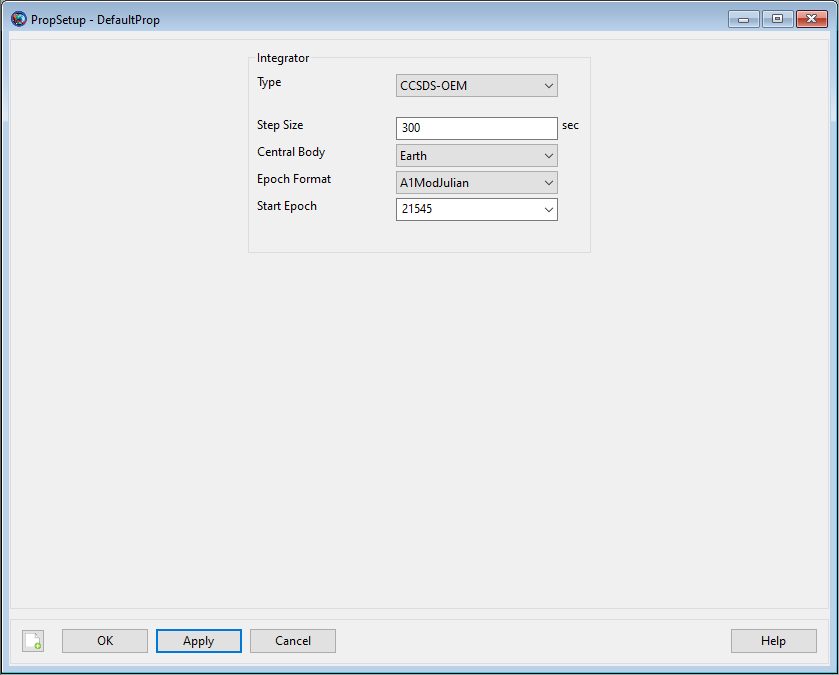 PropSetup - DefaultProp
Integrator
Type CCSDS-OEM
Step Size 300 sec
Central Body Earth
Epoch Format A1ModJulian
Start Epoch 21545
OK Apply Cancel Help